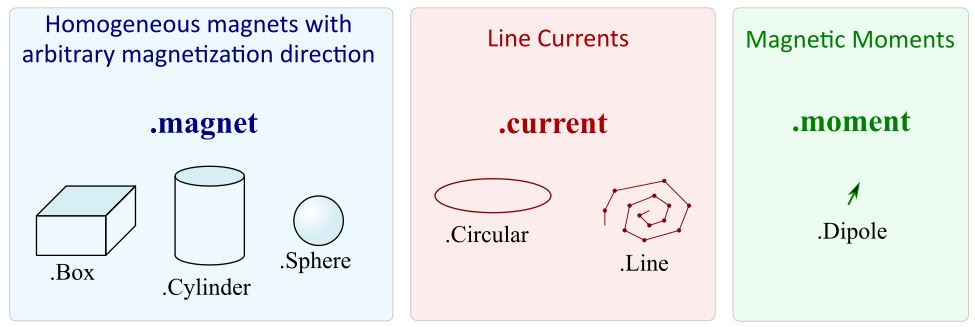 Homogeneous magnets with
arbitrary magnetization direction
.magnet
.Box
.Cylinder
.Sphere
Line Currents
.current
.Circular
.Line
Magnetic Moments
.moment
.Dipole